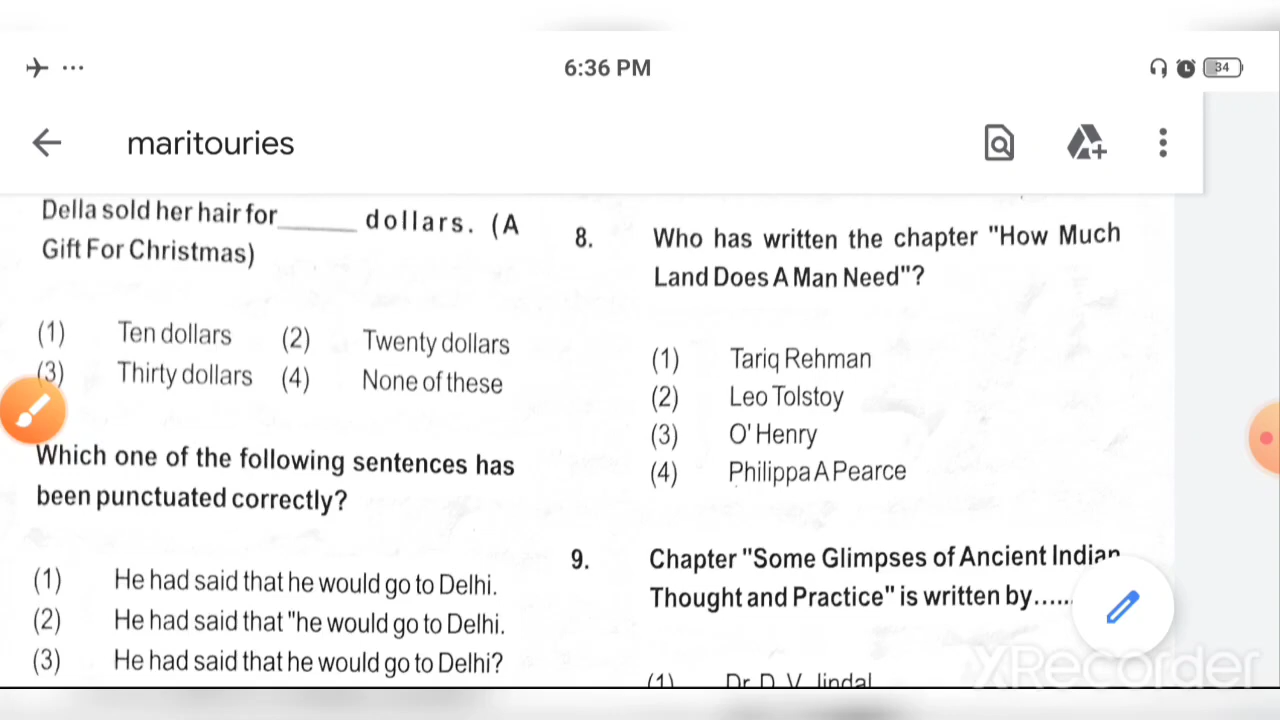 6:36 PM
34
maritouries
Della sold her hair for______ dollars. (A
Gift For Christmas)
(1) Ten dollars (2) Twenty dollars
(3) Thirty dollars (4) None of these
Which one of the following sentences has
been punctuated correctly?
(1) He had said that he would go to Delhi.
(2) He had said that "he would go to Delhi.
(3) He had said that he would go to Delhi?
8. Who has written the chapter "How Much
Land Does A Man Need"?
(1) Tariq Rehman
(2) Leo Tolstoy
(3) O' Henry
(4) Philippa A Pearce
9. Chapter "Some Glimpses of Ancient Indian
Thought and Practice" is written by......
(1) Dr. D. V. Jindal
XRecorder